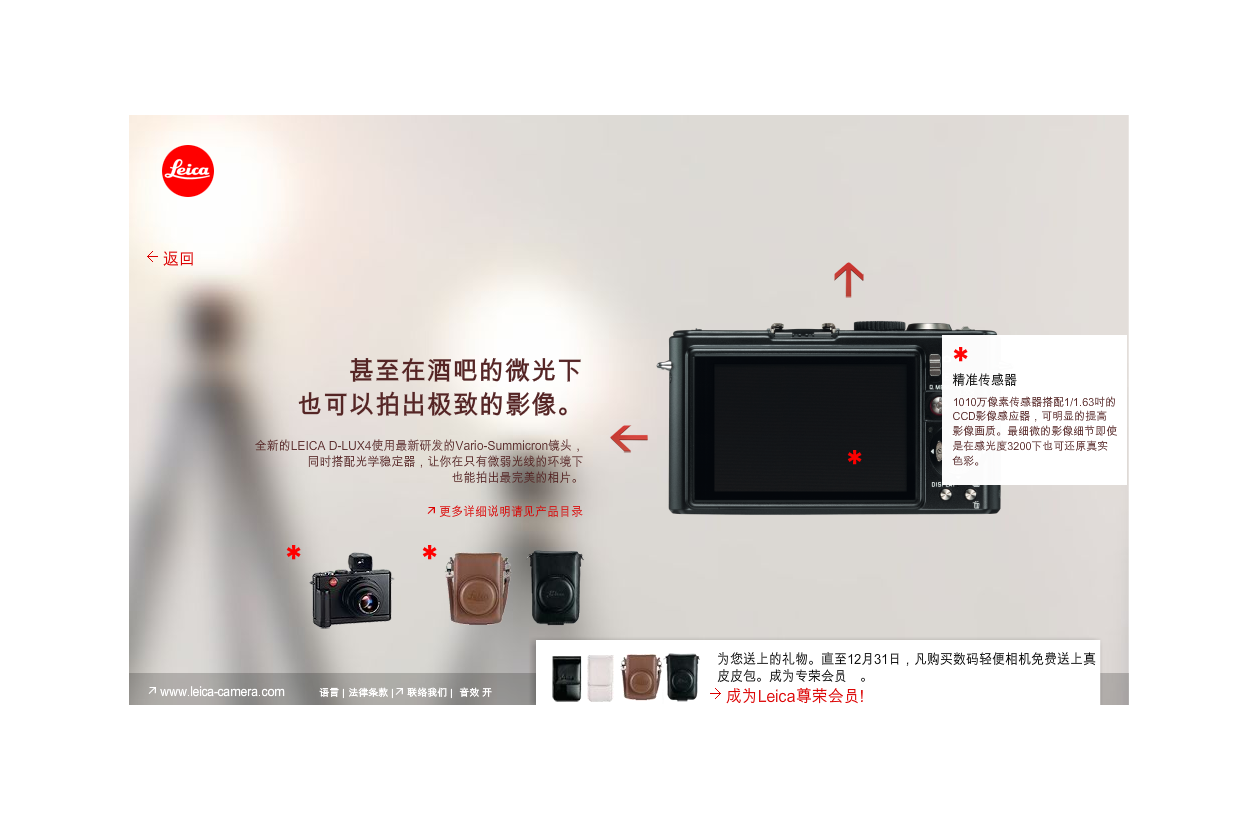 Leica
返回
甚至在酒吧的微光下
也可以拍出极致的影像。
全新的LEICA D-LUX4使用最新研发的Vario-Summicron镜头，
同时搭配光学稳定器，让你在只有微弱光线的环境下
也能拍出最完美的相片。
更多详细说明请见产品目录
精准传感器
1010万像素传感器搭配1/1.63吋的
CCD影像感应器，可明显的提高
影像画质。最细微的影像细节即使
是在感光度3200下也可还原真实
色彩。
为您送上的礼物。直至12月31日，凡购买数码轻便相机免费送上真
皮皮包。成为专荣会员 。
成为Leica尊荣会员!
www.leica-camera.com
语言 | 法律条款 | 联络我们 | 音效 开